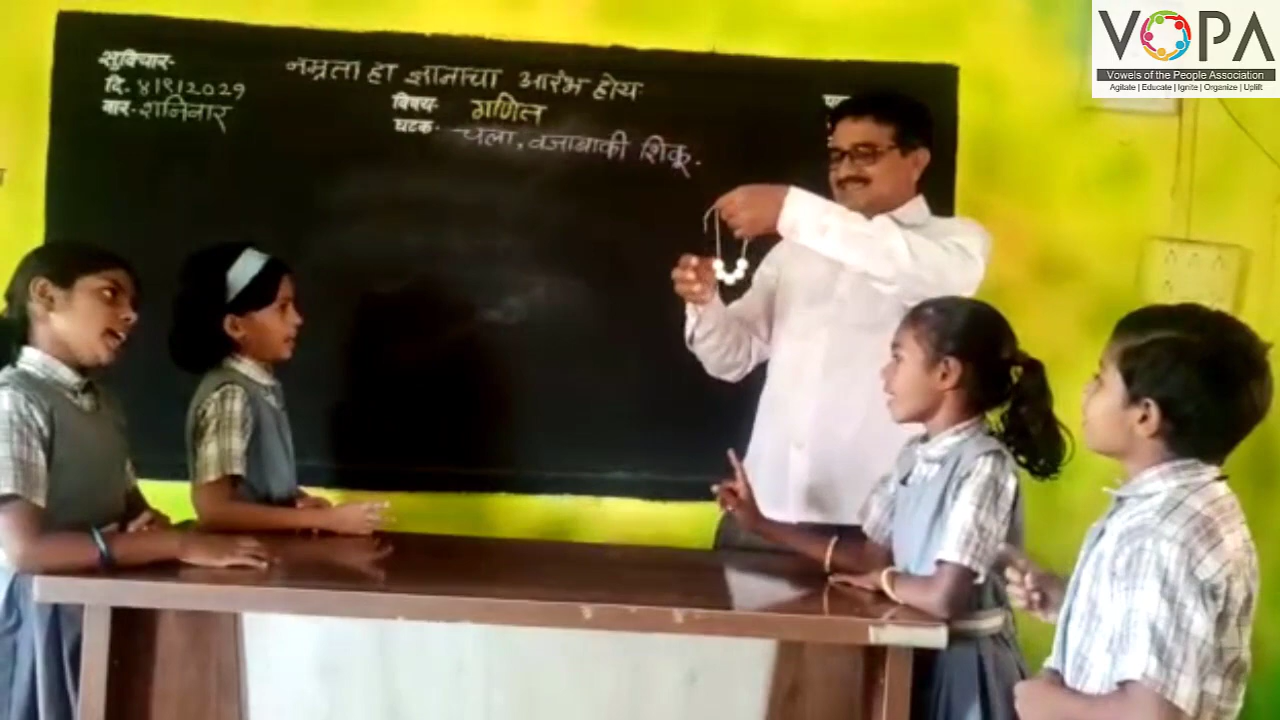 सुविचार-
नम्रता हा ज्ञानाचा आरंभ होय
दि. ४।९।२०२१
वार- शनिवार
विषय- गणित
घटक- चला, वजाबाकी शिकू.
VOPA
Vowels of the People Association
Agitate | Educate | Ignite | Organize | Uplift